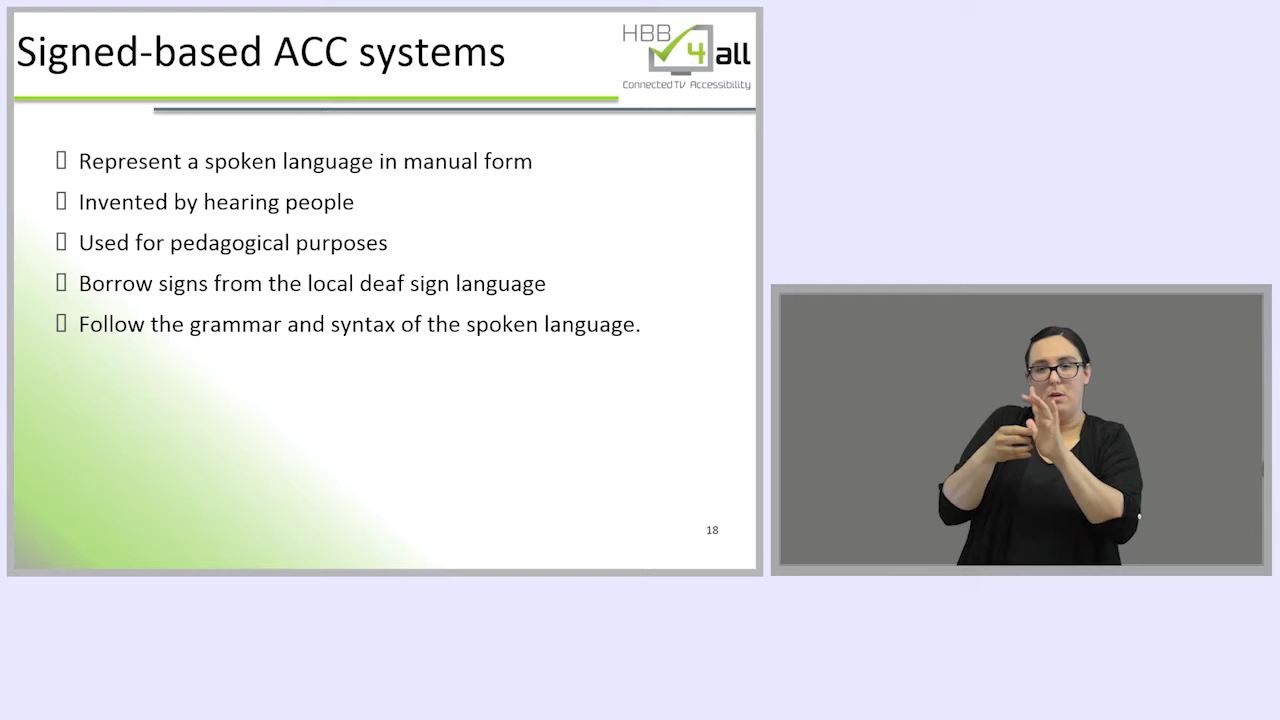 Signed-based ACC systems
HBB
4 all
Connected TV Accessibility
Represent a spoken language in manual form
Invented by hearing people
Used for pedagogical purposes
Borrow signs from the local deaf sign language
Follow the grammar and syntax of the spoken language.
18